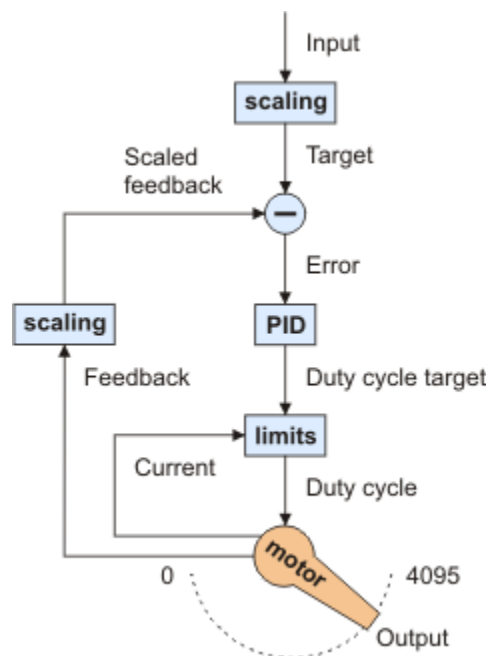 Input
scaling
Target
Scaled
feedback
−
Error
scaling
PID
Feedback
Duty cycle target
limits
Current
Duty cycle
motor
0
4095
Output